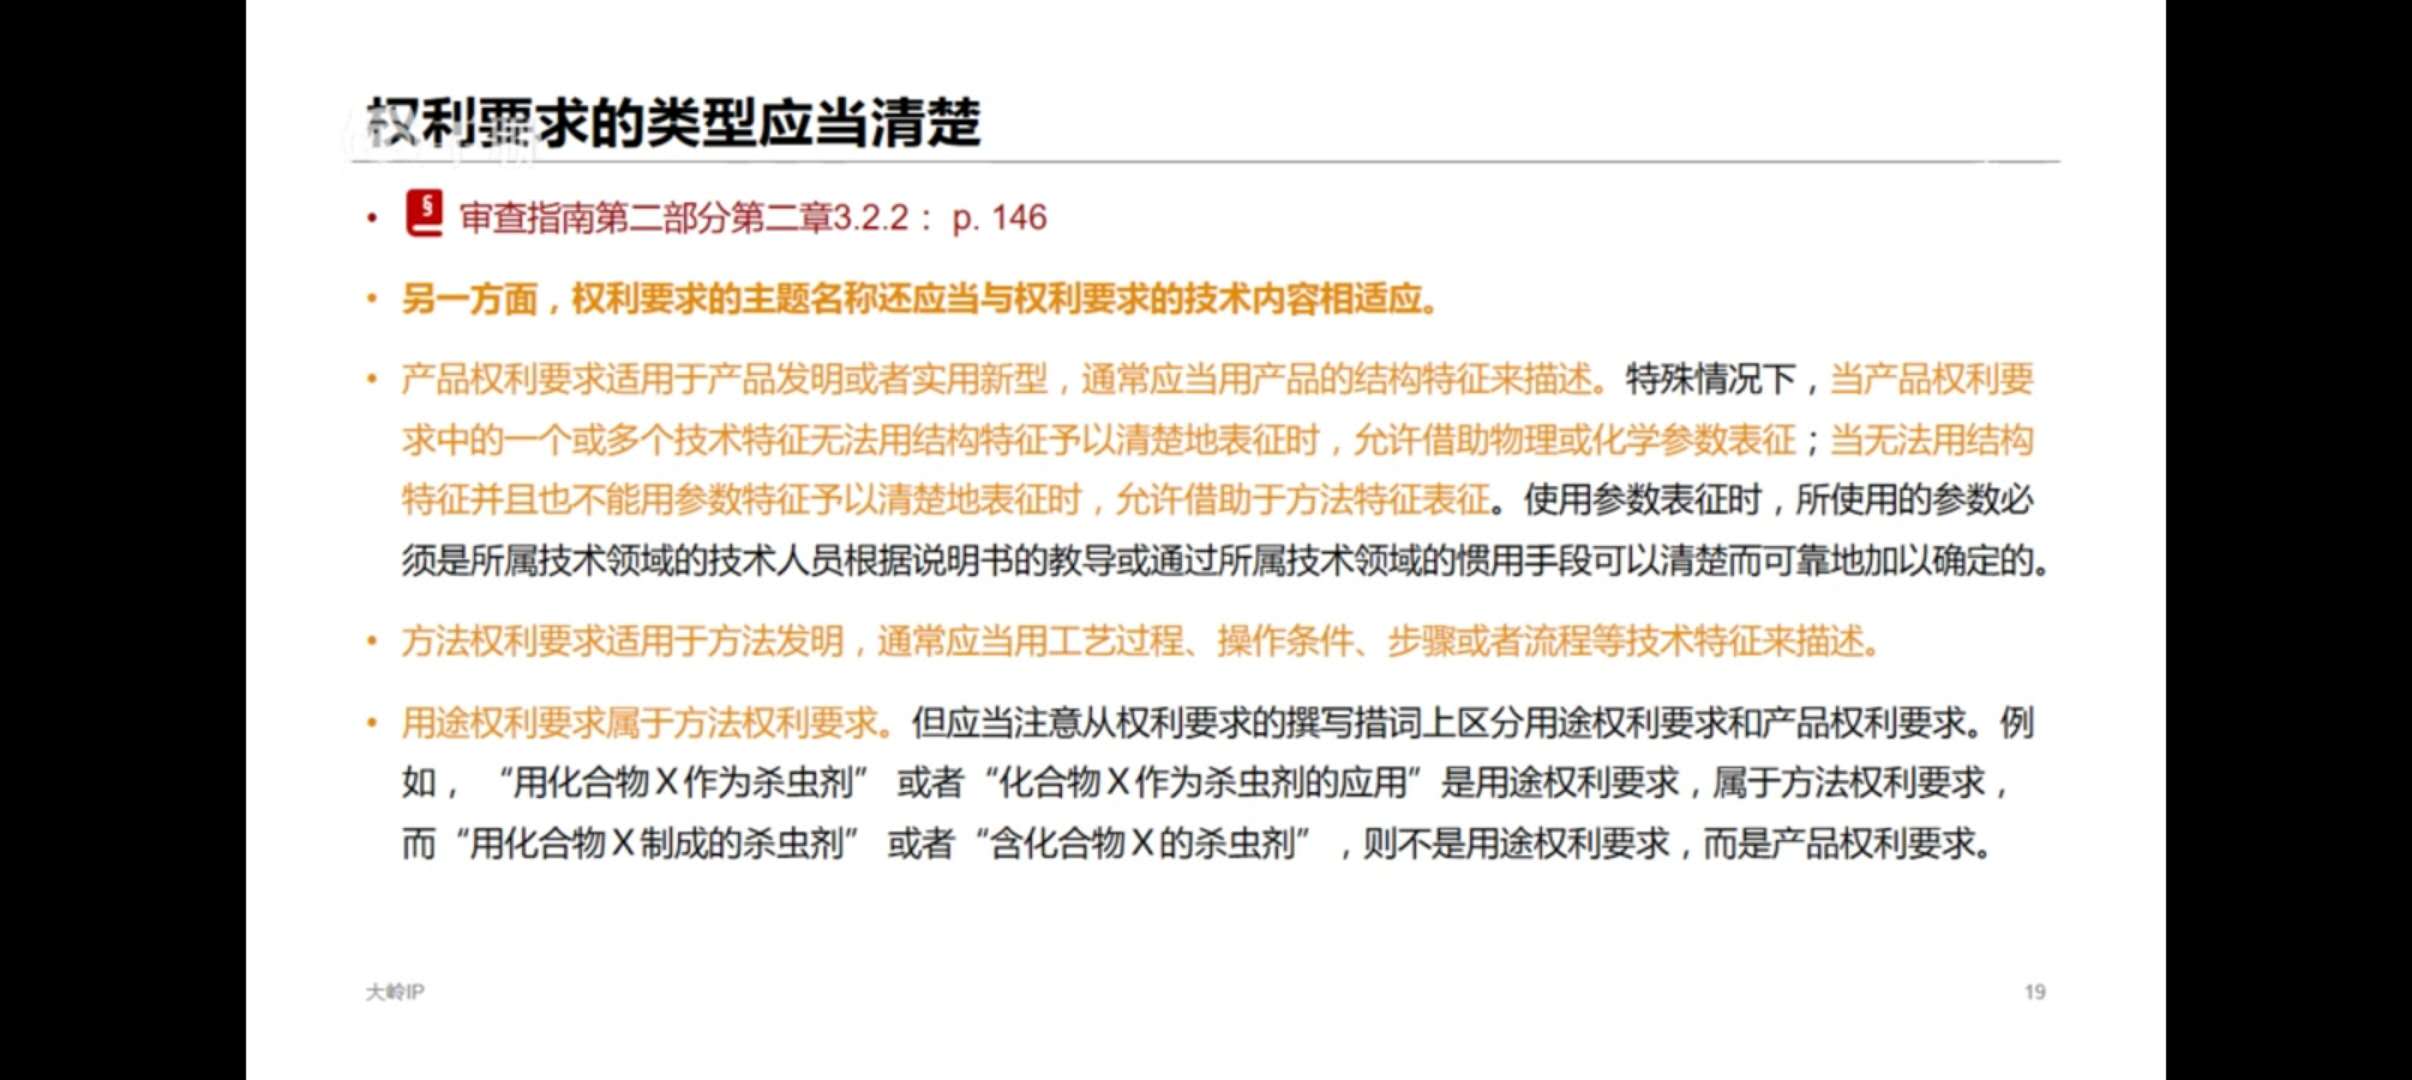 权利要求的类型应当清楚
• § 审查指南第二部分第二章3.2.2： p. 146
• 另一方面，权利要求的主题名称还应当与权利要求的技术内容相适应。
• 产品权利要求适用于产品发明或者实用新型，通常应当用产品的结构特征来描述。特殊情况下，当产品权利要
求中的一个或多个技术特征无法用结构特征予以清楚地表征时，允许借助物理或化学参数表征；当无法用结构
特征并且也不能用参数特征予以清楚地表征时，允许借助于方法特征表征。使用参数表征时，所使用的参数必
须是所属技术领域的技术人员根据说明书的教导或通过所属技术领域的惯用手段可以清楚而可靠地加以确定的。
• 方法权利要求适用于方法发明，通常应当用工艺过程、操作条件、步骤或者流程等技术特征来描述。
• 用途权利要求属于方法权利要求。但应当注意从权利要求的撰写措词上区分用途权利要求和产品权利要求。例
如， “用化合物X作为杀虫剂” 或者“化合物X作为杀虫剂的应用”是用途权利要求，属于方法权利要求，
而“用化合物X制成的杀虫剂” 或者“含化合物X的杀虫剂” ，则不是用途权利要求，而是产品权利要求。
大岭IP
19